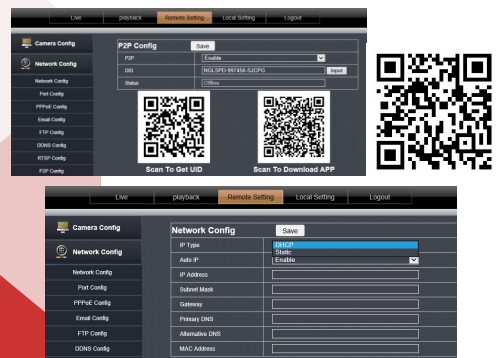 Live playback Remote Setting Local Setting Logout
Camera Config
Network Config
Network Config
Port Config
PPPoE Config
Email Config
FTP Config
DDNS Config
RTSP Config
P2P Config
P2P Config Save
P2P Enable
DID NGLSPD-997456-SJCPG Input
Status Offline
Scan To Get UID
Scan To Download APP
Live playback Remote Setting Local Setting Logout
Camera Config
Network Config
Network Config
Port Config
PPPoE Config
Email Config
FTP Config
DDNS Config
Network Config Save
IP Type DHCP
Static
Auto IP Enable
IP Address
Subnet Mask
Gateway
Primary DNS
Alternative DNS
MAC Address